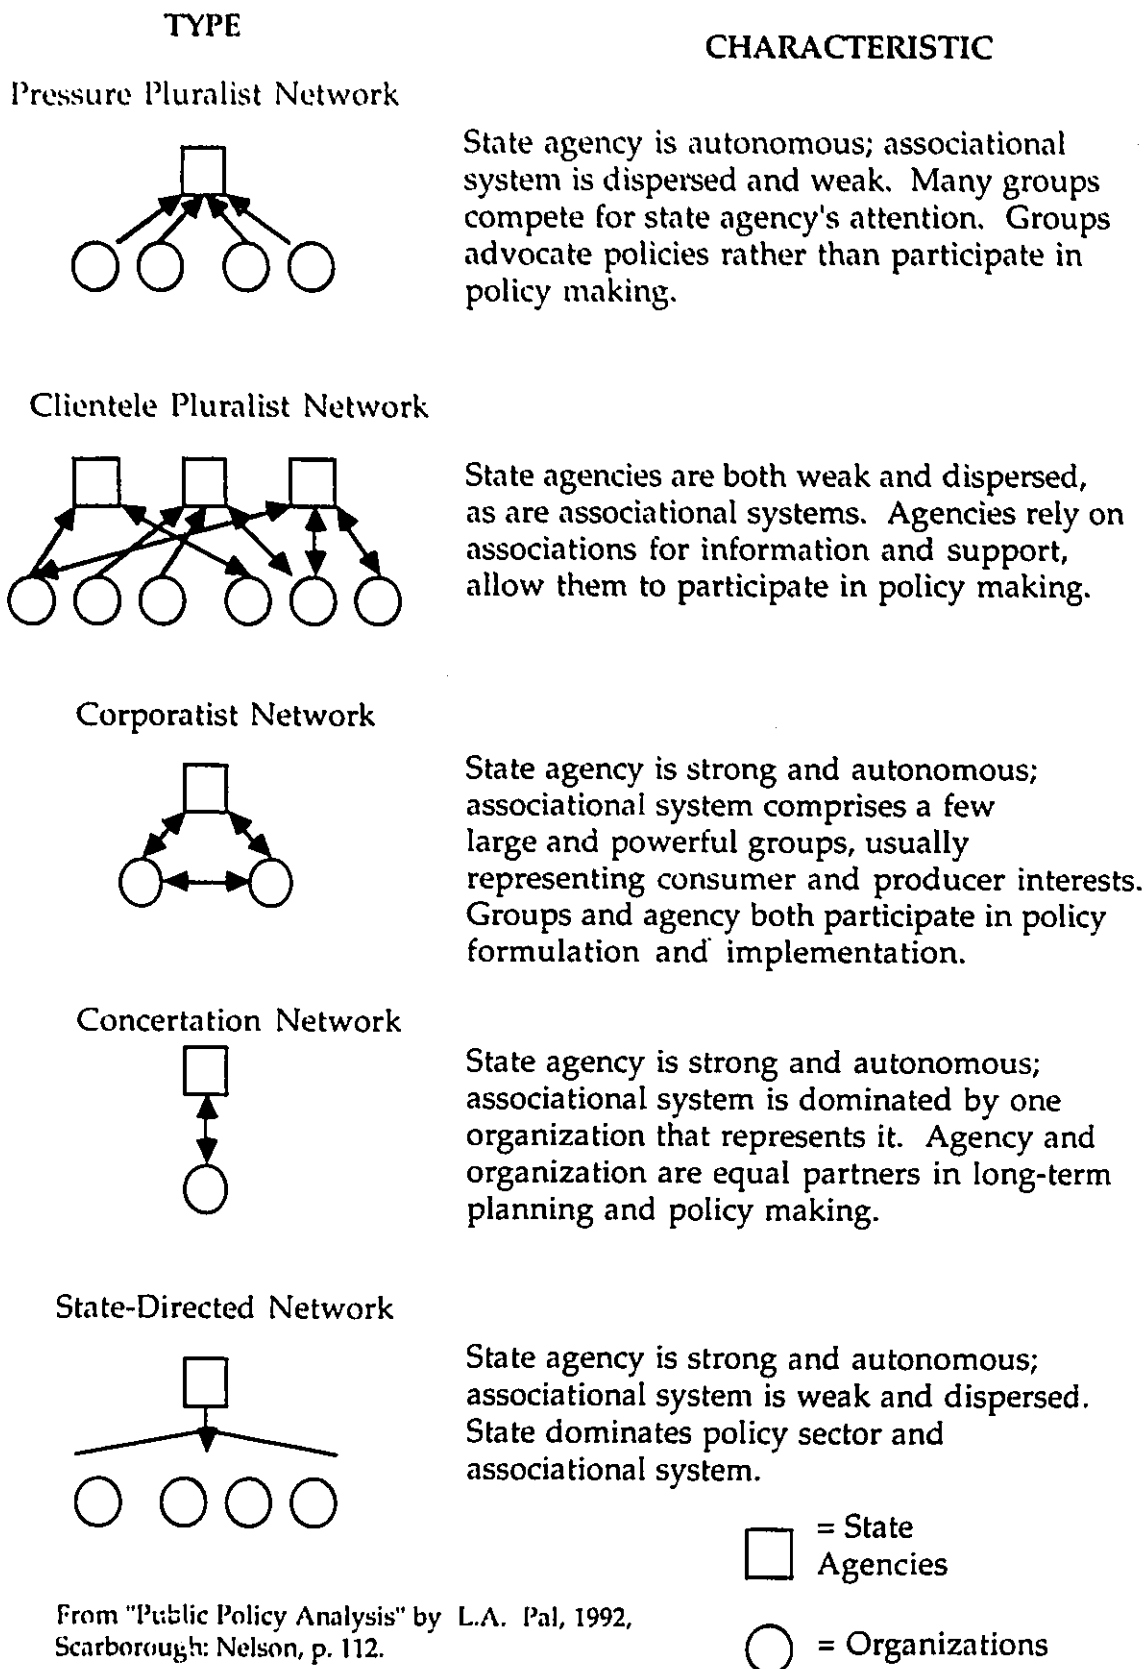 TYPE
CHARACTERISTIC
Pressure Pluralist Network
State agency is autonomous; associational
system is dispersed and weak. Many groups
compete for state agency's attention. Groups
advocate policies rather than participate in
policy making.
Clientele Pluralist Network
State agencies are both weak and dispersed,
as are associational systems. Agencies rely on
associations for information and support,
allow them to participate in policy making.
Corporatist Network
State agency is strong and autonomous;
associational system comprises a few
large and powerful groups, usually
representing consumer and producer interests.
Groups and agency both participate in policy
formulation and implementation.
Concertation Network
State agency is strong and autonomous;
associational system is dominated by one
organization that represents it. Agency and
organization are equal partners in long-term
planning and policy making.
State-Directed Network
State agency is strong and autonomous;
associational system is weak and dispersed.
State dominates policy sector and
associational system.
= State
Agencies
From "Public Policy Analysis" by L.A. Pal, 1992,
Scarborough: Nelson, p. 112.
= Organizations